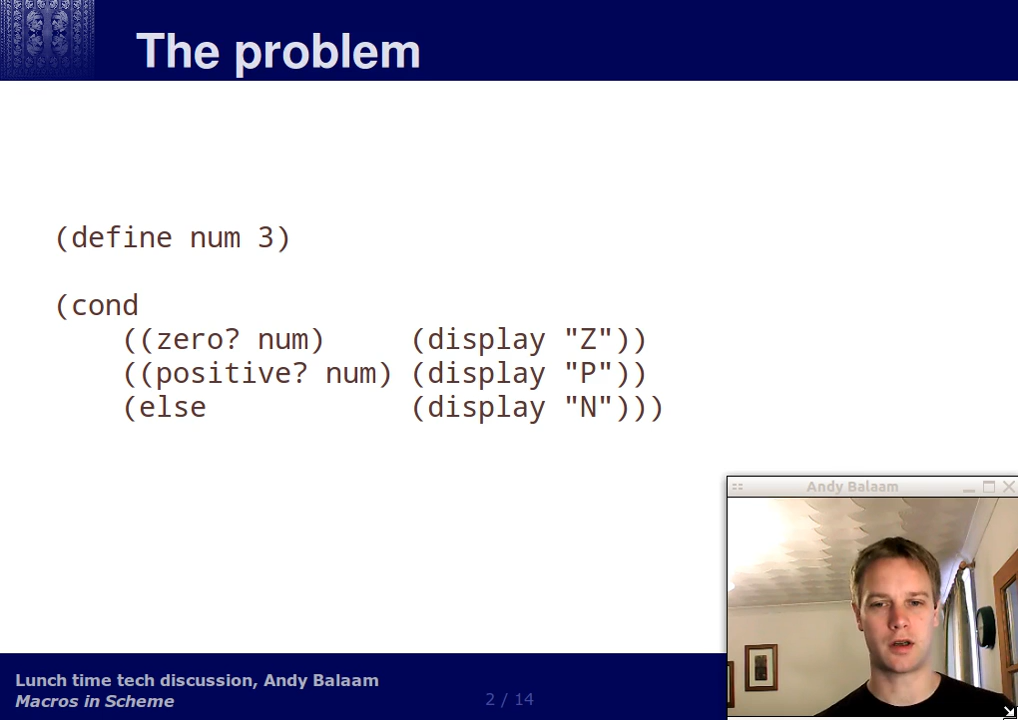 The problem
(define num 3)
(cond
((zero? num) (display "Z"))
((positive? num) (display "P"))
(else (display "N")))
Andy Balaam
Lunch time tech discussion, Andy Balaam
Macros in Scheme
2 / 14